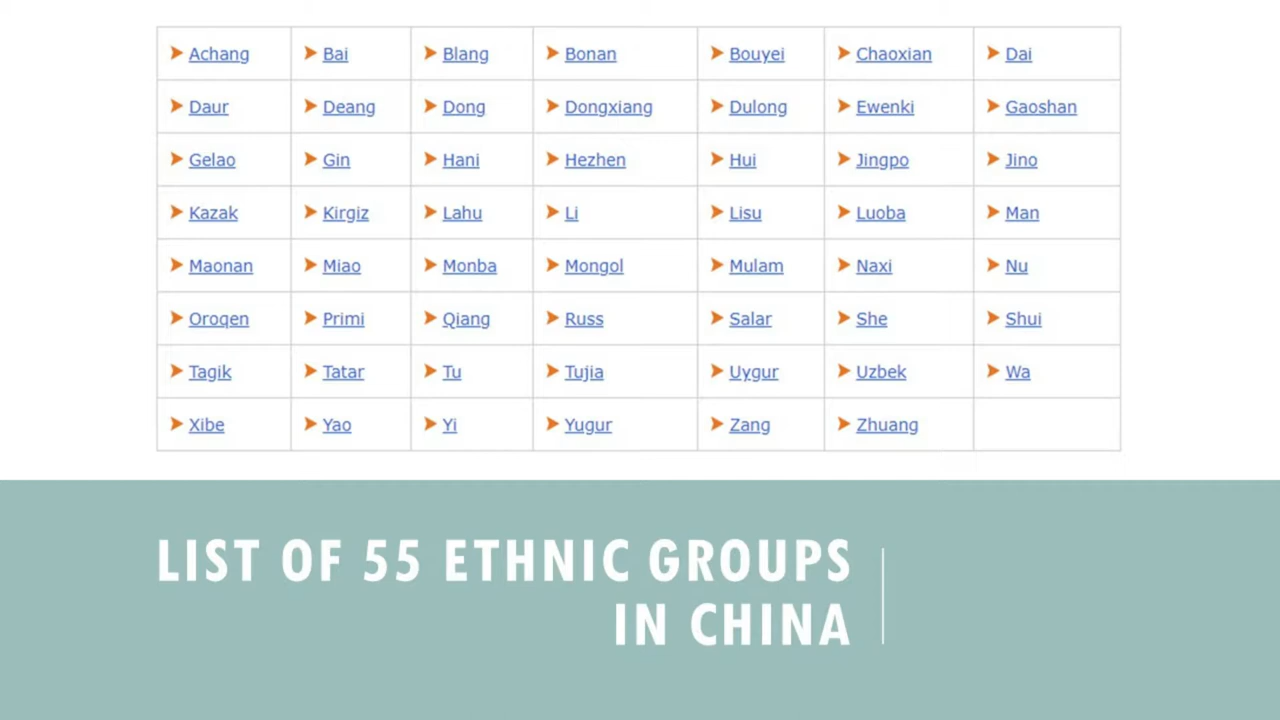 Achang Bai Blang Bonan Bouyei Chaoxian Dai
Daur Deang Dong Dongxiang Dulong Ewenki Gaoshan
Gelao Gin Hani Hezhen Hui Jingpo Jino
Kazak Kirgiz Lahu Li Lisu Luoba Man
Maonan Miao Monba Mongol Mulam Naxi Nu
Oroqen Primi Qiang Russ Salar She Shui
Tagik Tatar Tu Tujia Uygur Uzbek Wa
Xibe Yao Yi Yugur Zang Zhuang
LIST OF 55 ETHNIC GROUPS
IN CHINA